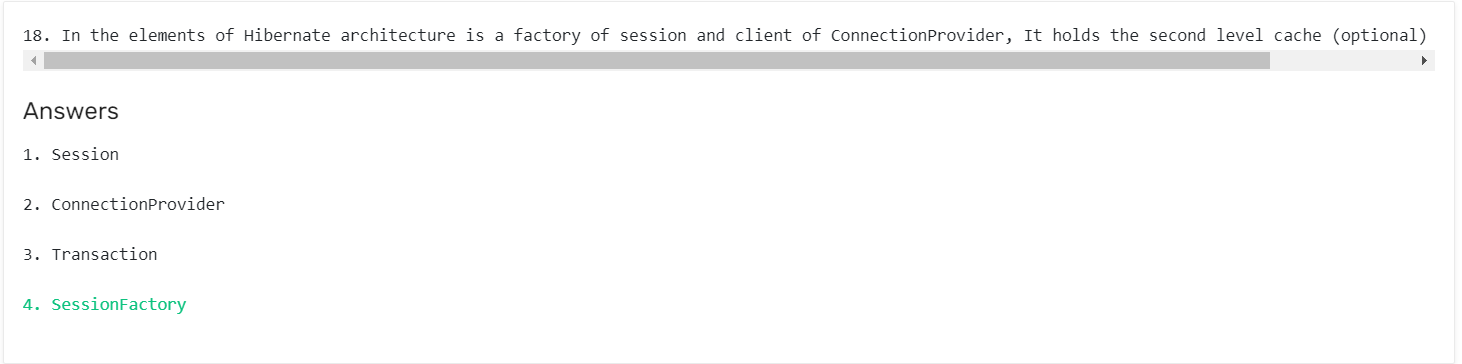 18. In the elements of Hibernate architecture is a factory of session and client of ConnectionProvider, It holds the second level cache (optional)
Answers
1. Session
2. ConnectionProvider
3. Transaction
4. SessionFactory